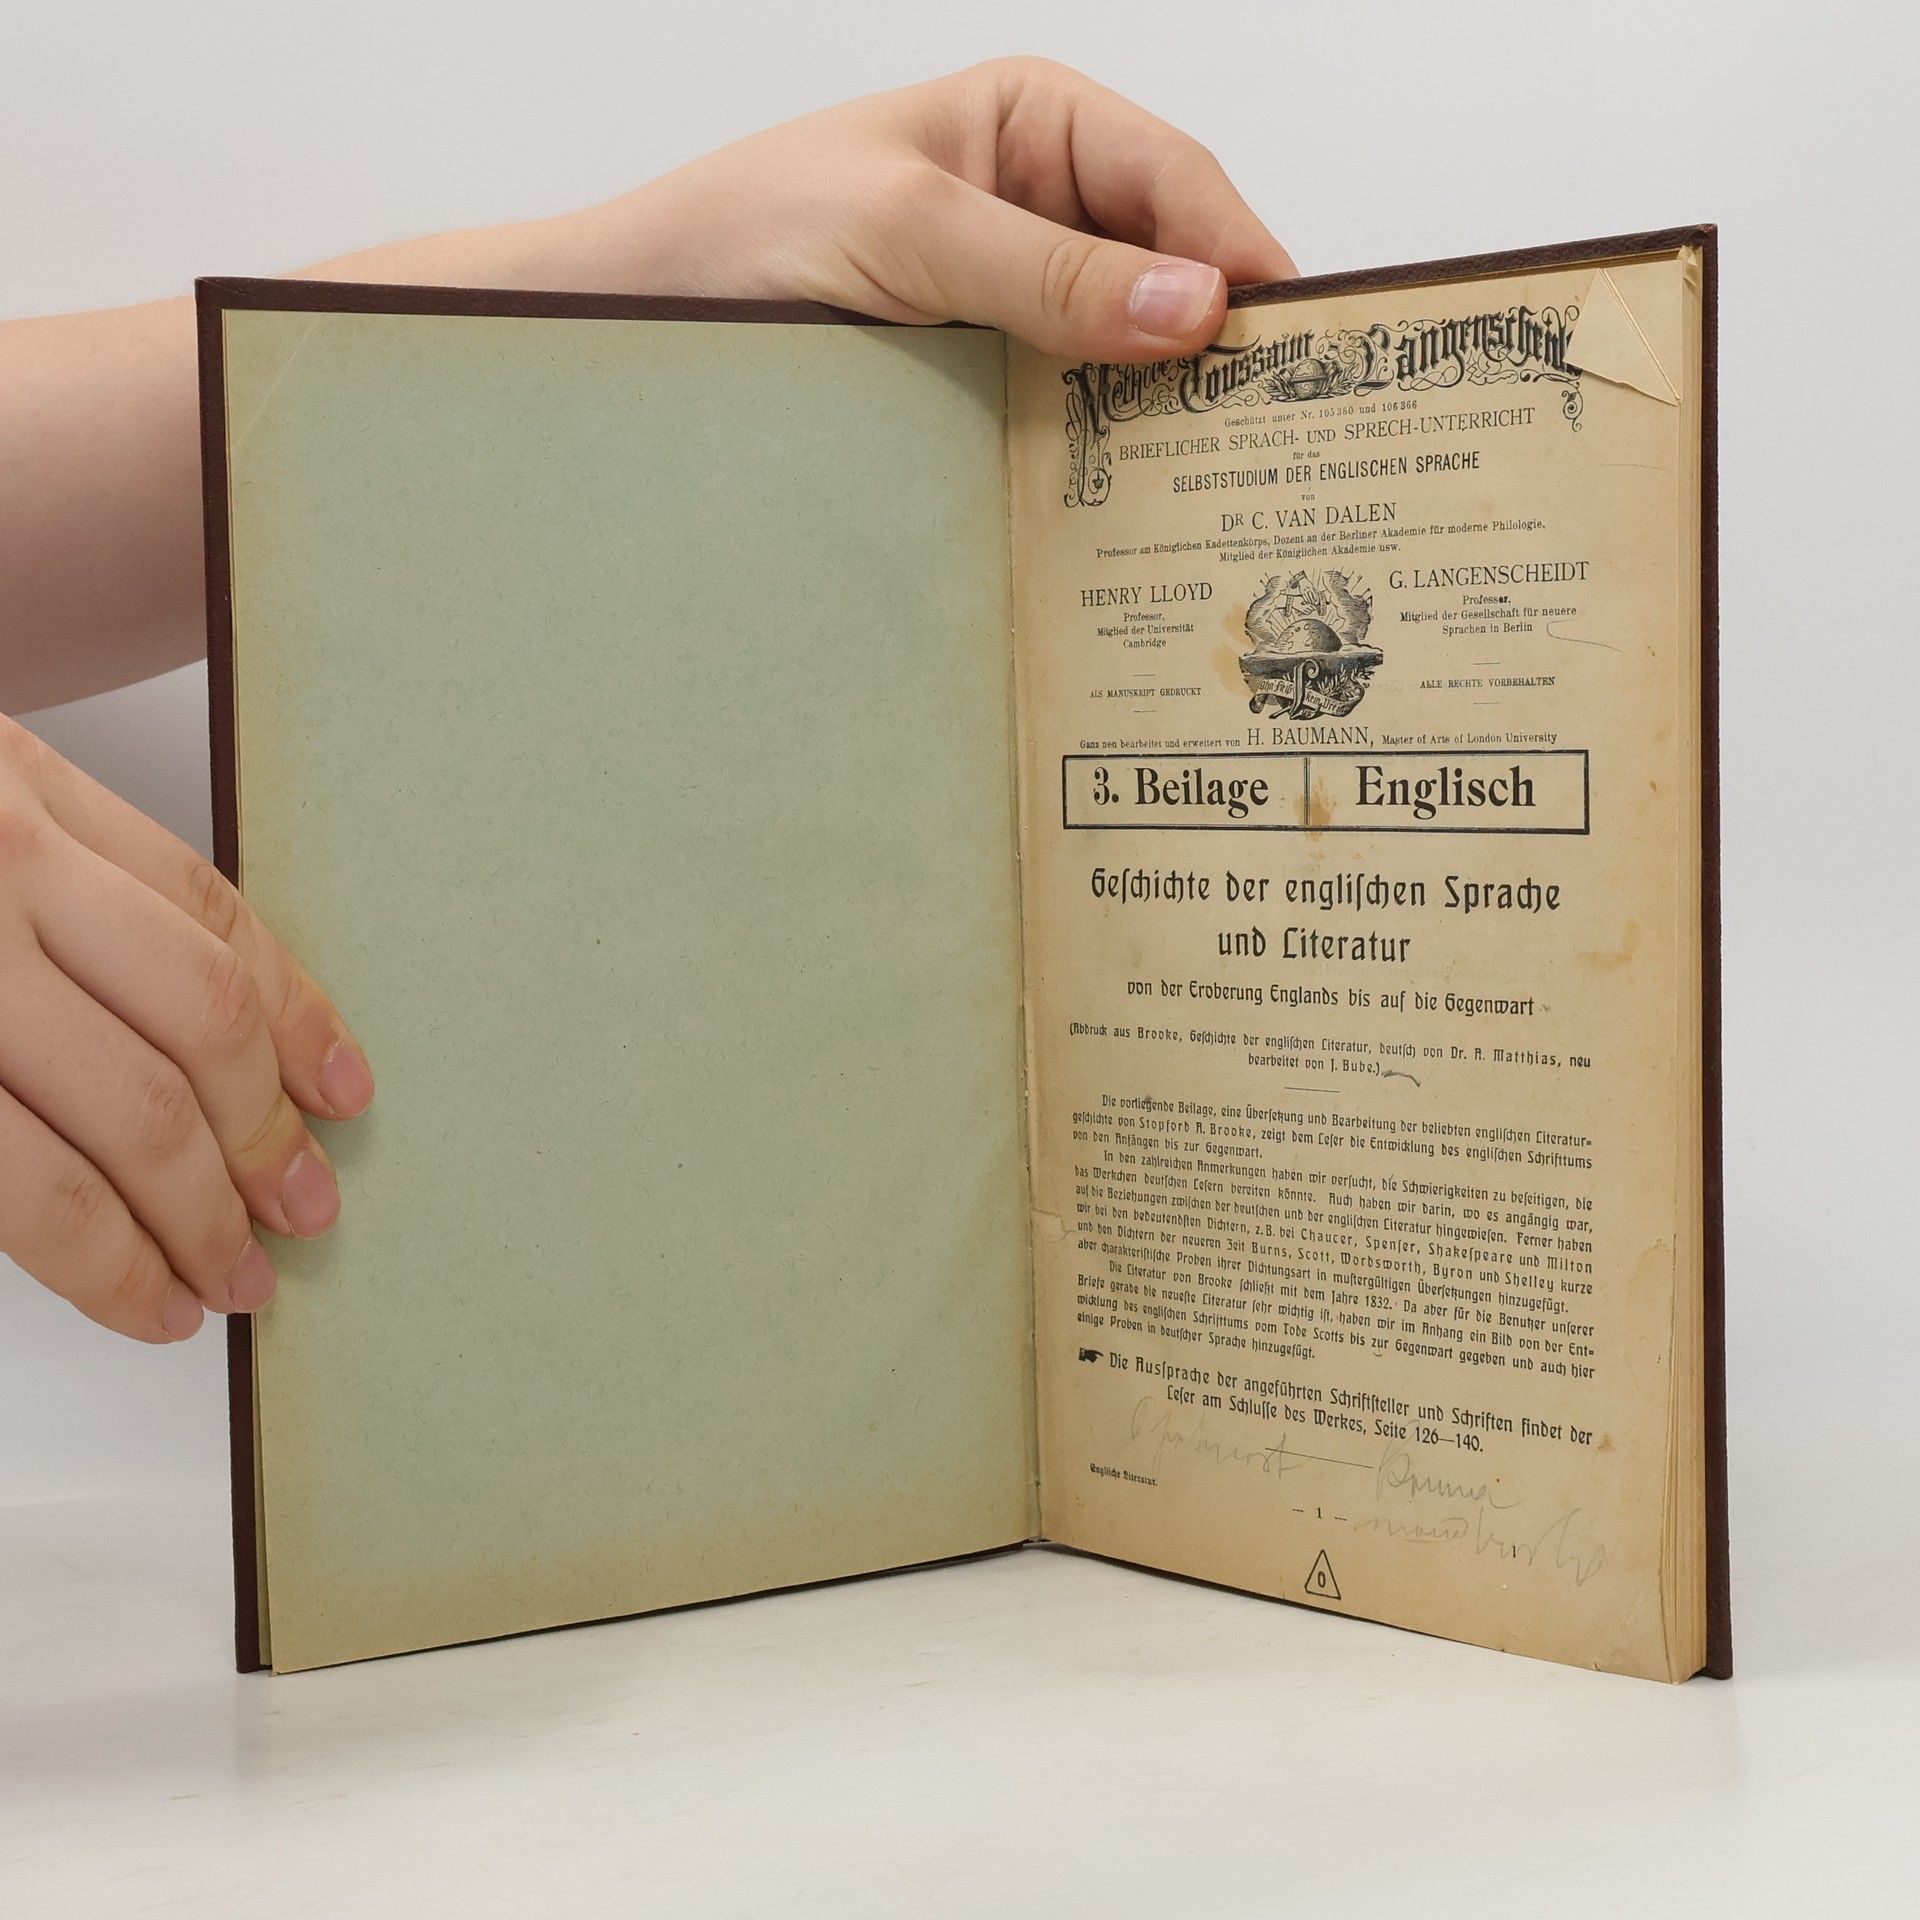 Methode Toussaint-Langenscheidt
Geschützt unter Nr. 105360 und 106366
BRIEFLICHER SPRACH- UND SPRECH-UNTERRICHT
für das
SELBSTSTUDIUM DER ENGLISCHEN SPRACHE
von
DR C. VAN DALEN
Professor am Königlichen Kadettenkorps, Dozent an der Berliner Akademie für moderne Philologie,
Mitglied der Königlichen Akademie usw.
HENRY LLOYD
Professor,
Mitglied der Universität
Cambridge
G. LANGENSCHEIDT
Professor,
Mitglied der Gesellschaft für neuere
Sprachen in Berlin
Ohn' Fleiß kein Preis
ALS MANUSKRIPT GEDRUCKT
ALLE RECHTE VORBEHALTEN
Ganz neu bearbeitet und erweitert von H. BAUMANN, Master of Arts of London University
3. Beilage Englisch
Geſchichte der engliſchen Sprache
und Literatur
von der Eroberung Englands bis auf die Gegenwart
(Abdruck aus Brooke, Geſchichte der engliſchen Literatur, deutſch von Dr. A. Matthias, neu
bearbeitet von J. Bube.)
Die vorliegende Beilage, eine Überſetzung und Bearbeitung der beliebten engliſchen Literatur-
geſchichte von Stopford A. Brooke, zeigt dem Leſer die Entwicklung des engliſchen Schrifttums
von den Anfängen bis zur Gegenwart.
In den zahlreichen Anmerkungen haben wir verſucht, die Schwierigkeiten zu beſeitigen, die
das Werkchen deutſchen Leſern bereiten könnte. Auch haben wir darin, wo es angängig war,
auf die Beziehungen zwiſchen der deutſchen und der engliſchen Literatur hingewieſen. Ferner haben
wir bei den bedeutendſten Dichtern, z. B. bei Chaucer, Spenſer, Shakeſpeare und Milton
und den Dichtern der neueren Zeit Burns, Scott, Wordsworth, Byron und Shelley kurze
aber charakteriſtiſche Proben ihrer Dichtungsart in muſtergültigen Überſetzungen hinzugefügt.
Die Literatur von Brooke ſchließt mit dem Jahre 1832. Da aber für die Benutzer unſerer
Briefe gerade die neueſte Literatur ſehr wichtig iſt, haben wir im Anhang ein Bild von der Ent-
wicklung des engliſchen Schrifttums vom Tode Scotts bis zur Gegenwart gegeben und auch hier
einige Proben in deutſcher Sprache hinzugefügt.
☛ Die Ausſprache der angeführten Schriftſteller und Schriften findet der
Leſer am Schluſſe des Werkes, Seite 126—140.
Engliſche Literatur.
— 1 —
0